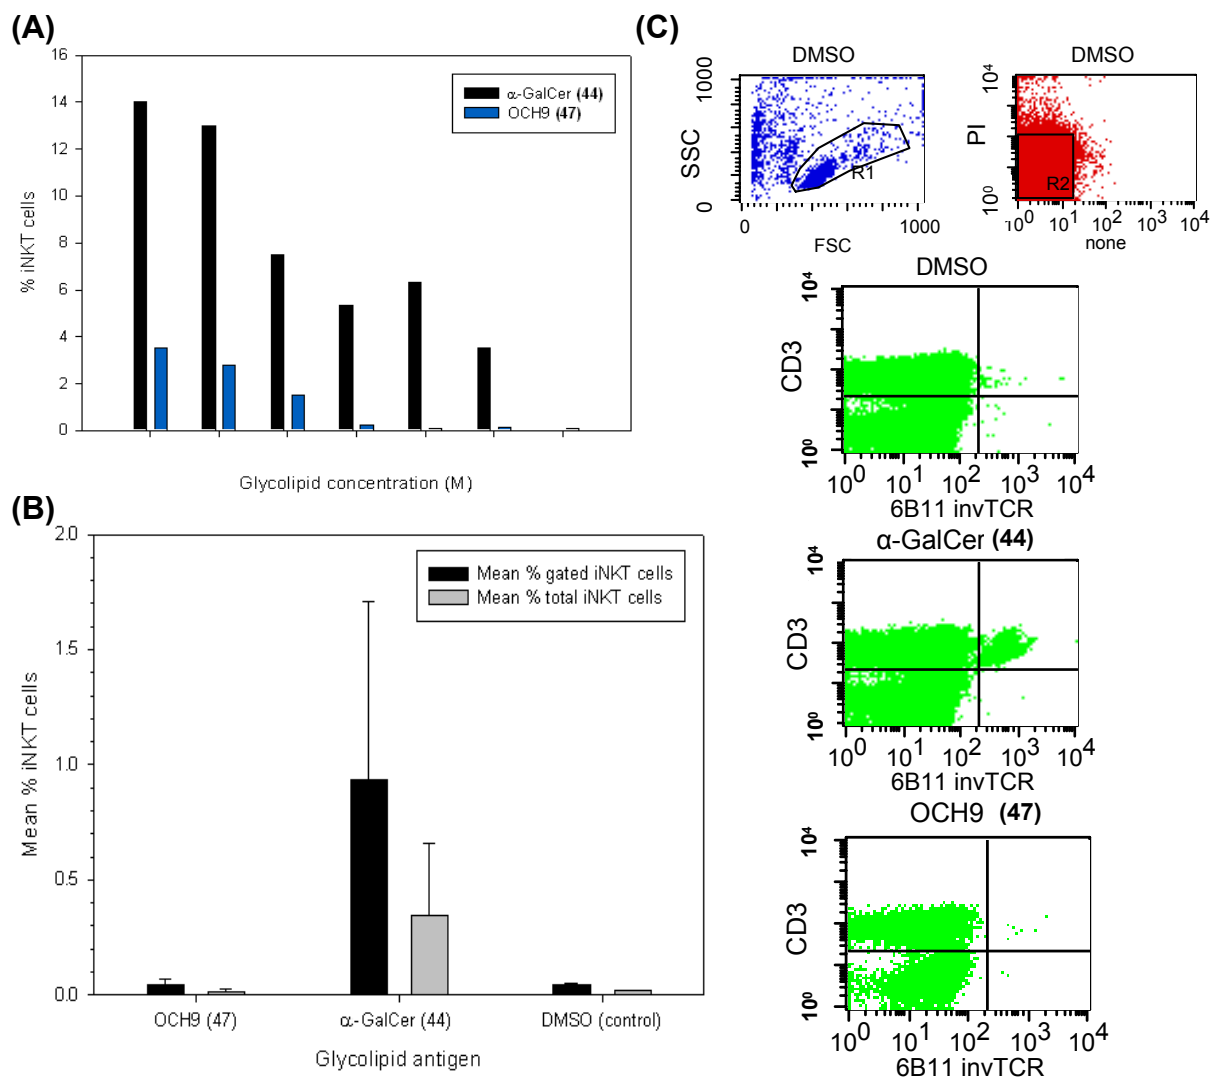 (A)
16
14
12
10
8
6
4
2
0
% iNKT cells
α-GalCer (44)
OCH9 (47)
Glycolipid concentration (M)
(B)
2.0
1.5
1.0
0.5
0.0
Mean % iNKT cells
Mean % gated iNKT cells
Mean % total iNKT cells
OCH9 (47)
α-GalCer (44)
DMSO (control)
Glycolipid antigen
(C)
DMSO
1000
SSC
0
R1
0
1000
FSC
DMSO
10⁴
PI
10⁰
R2
10⁰
10¹
10²
10³
10⁴
none
DMSO
10⁴
CD3
10⁰
10⁰
10¹
10²
10³
10⁴
6B11 invTCR
α-GalCer (44)
10⁴
CD3
10⁰
10⁰
10¹
10²
10³
10⁴
6B11 invTCR
OCH9 (47)
10⁴
CD3
10⁰
10⁰
10¹
10²
10³
10⁴
6B11 invTCR